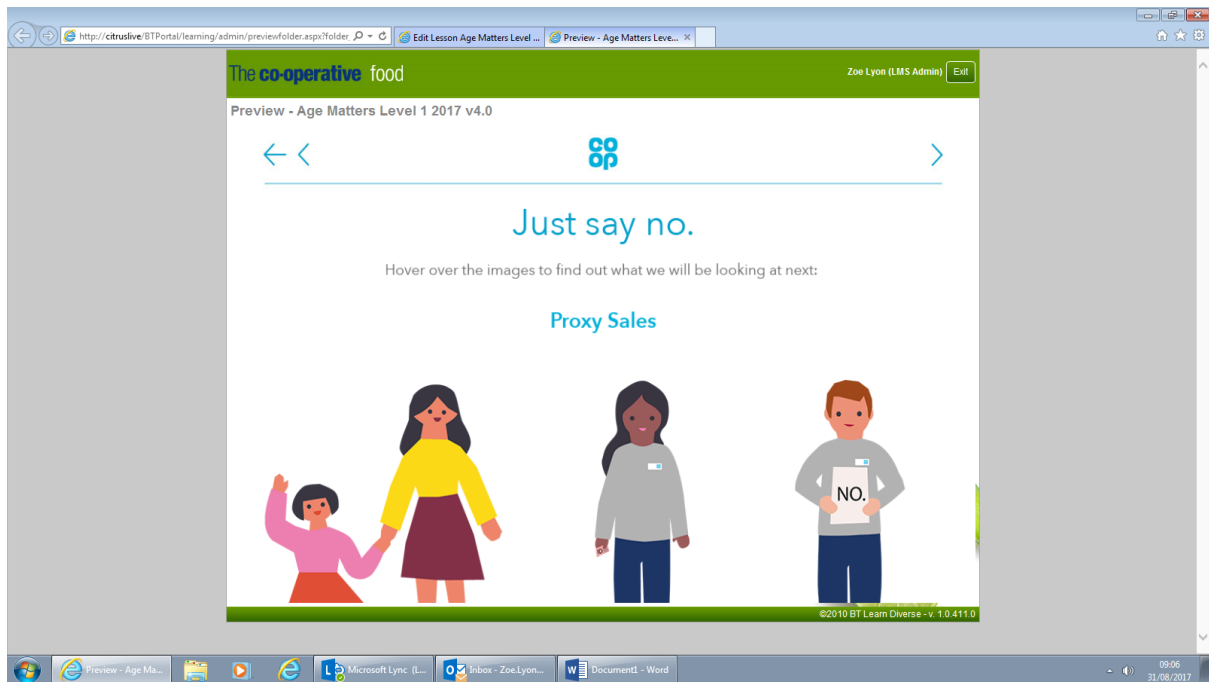 http://citruslive/BTPortal/learning/admin/previewfolder.aspx?folder
Edit Lesson Age Matters Level ...
Preview - Age Matters Leve...
The co-operative food
Zoe Lyon (LMS Admin)
Exit
Preview - Age Matters Level 1 2017 v4.0
CO
OP
Just say no.
Hover over the images to find out what we will be looking at next:
Proxy Sales
NO.
©2010 BT Learn Diverse - v. 1.0.411.0
Preview - Age Ma...
Microsoft Lync (L...
Inbox - Zoe.Lyon...
Document1 - Word
09:06
31/08/2017